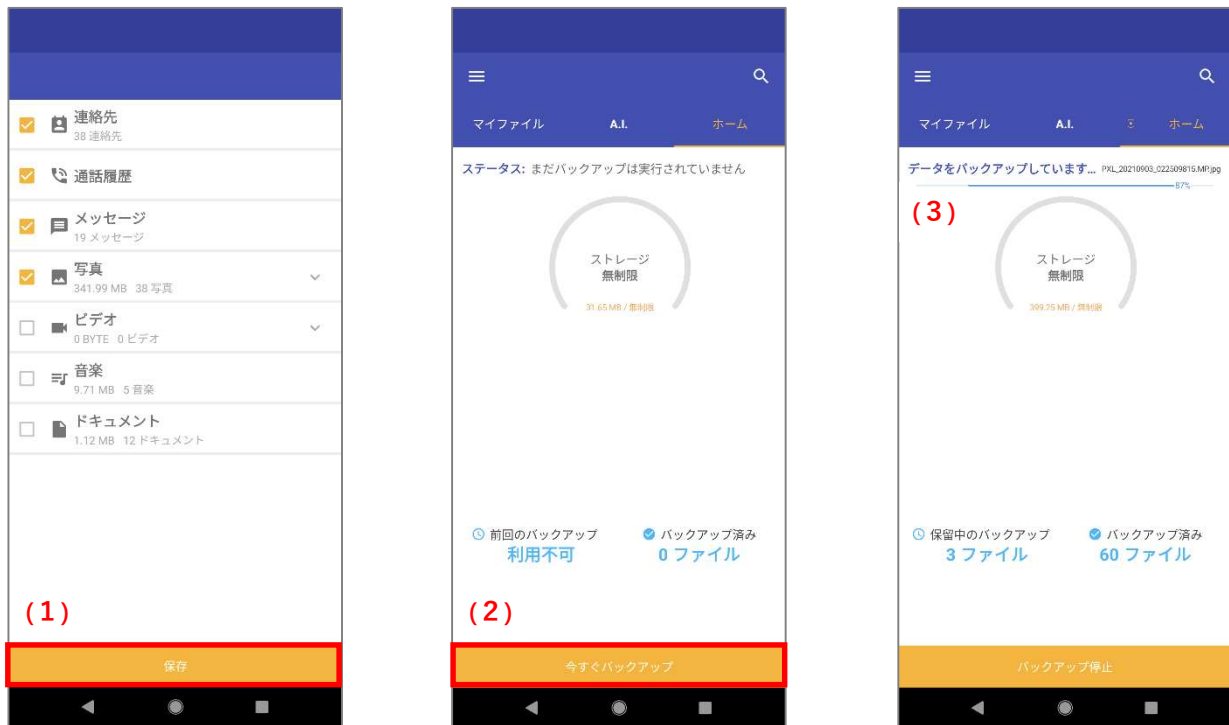 連絡先
38 連絡先
通話履歴
メッセージ
19 メッセージ
写真
341.99 MB 38 写真
ビデオ
0 BYTE 0 ビデオ
音楽
9.71 MB 5 音楽
ドキュメント
1.12 MB 12 ドキュメント
(1)
保存
マイファイル A.I. ホーム
ステータス: まだバックアップは実行されていません
ストレージ
無制限
31.65 MB / 無制限
前回のバックアップ バックアップ済み
利用不可 0 ファイル
(2)
今すぐバックアップ
マイファイル A.I. ホーム
データをバックアップしています... PXL_20210903_022509815.MP.jpg
87%
(3)
ストレージ
無制限
399.25 MB / 無制限
保留中のバックアップ バックアップ済み
3 ファイル 60 ファイル
バックアップ停止